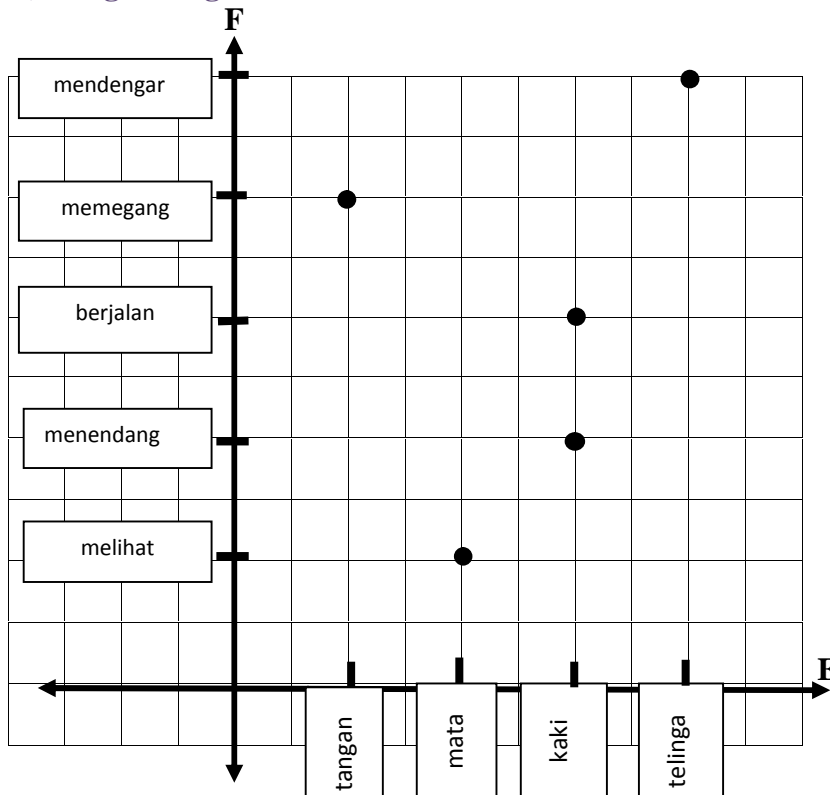 F
mendengar
memegang
berjalan
menendang
melihat
tangan
mata
kaki
telinga